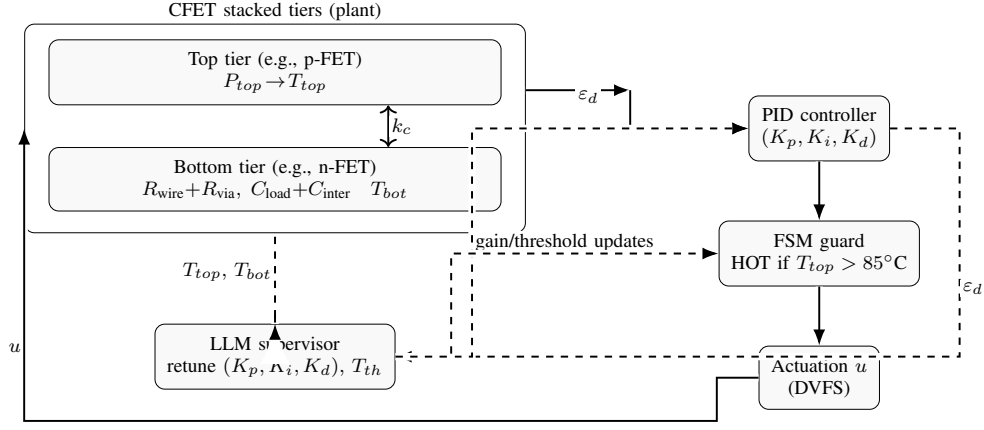 CFET stacked tiers (plant)
Top tier (e.g., p-FET)
P_top → T_top
k_c
Bottom tier (e.g., n-FET)
R_wire+R_via, C_load+C_inter T_bot
ε_d
PID controller
(K_p, K_i, K_d)
gain/threshold updates
FSM guard
HOT if T_top > 85°C
T_top, T_bot
ε_d
LLM supervisor
retune (K_p, K_i, K_d), T_th
u
Actuation u
(DVFS)